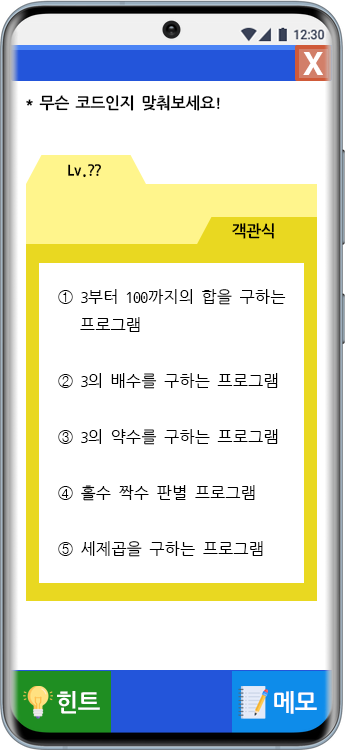 12:30
X
* 무슨 코드인지 맞춰보세요!
Lv.??
객관식
① 3부터 100까지의 합을 구하는
프로그램
② 3의 배수를 구하는 프로그램
③ 3의 약수를 구하는 프로그램
④ 홀수 짝수 판별 프로그램
⑤ 세제곱을 구하는 프로그램
힌트
메모